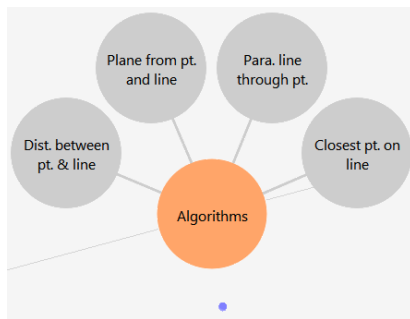 Plane from pt.
and line
Para. line
through pt.
Dist. between
pt. & line
Closest pt. on
line
Algorithms